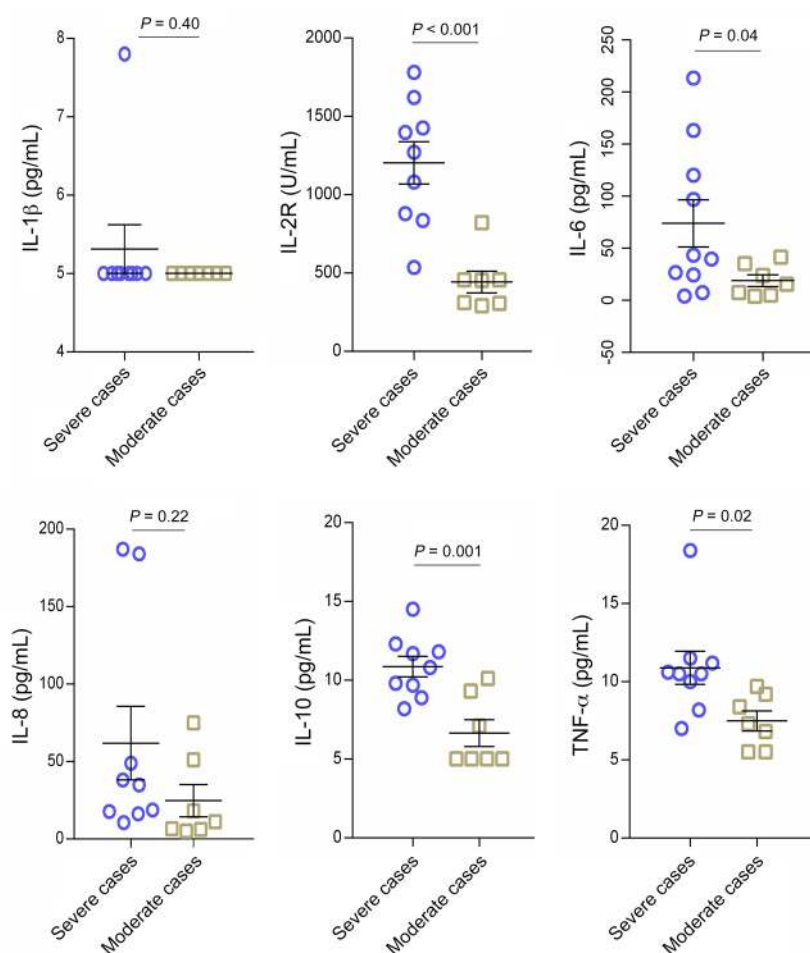 P = 0.40
8
7
6
5
4
IL-1β (pg/mL)
Severe cases
Moderate cases
P < 0.001
2000
1500
1000
500
0
IL-2R (U/mL)
Severe cases
Moderate cases
P = 0.04
250
200
150
100
50
0
-50
IL-6 (pg/mL)
Severe cases
Moderate cases
P = 0.22
200
150
100
50
0
IL-8 (pg/mL)
Severe cases
Moderate cases
P = 0.001
20
15
10
5
0
IL-10 (pg/mL)
Severe cases
Moderate cases
P = 0.02
20
15
10
5
0
TNF-α (pg/mL)
Severe cases
Moderate cases